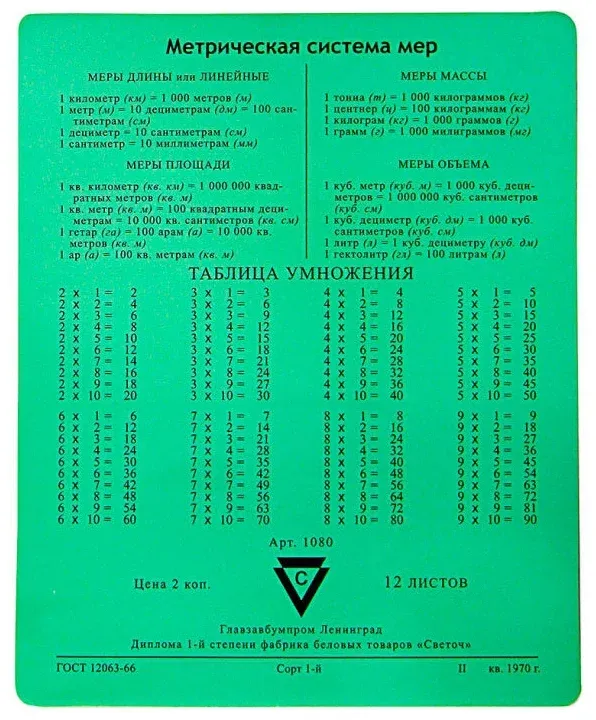 Метрическая система мер
МЕРЫ ДЛИНЫ или ЛИНЕЙНЫЕ
1 километр (км) = 1 000 метров (м)
1 метр (м) = 10 дециметрам (дм) = 100 сан-
тиметрам (см)
1 дециметр = 10 сантиметрам (см)
1 сантиметр = 10 миллиметрам (мм)
МЕРЫ МАССЫ
1 тонна (т) = 1 000 килограммов (кг)
1 центнер (ц) = 100 килограммам (кг)
1 килограм (кг) = 1 000 граммов (г)
1 грамм (г) = 1 000 милиграммов (мг)
МЕРЫ ПЛОЩАДИ
1 кв. километр (кв. км) = 1 000 000 квад-
ратных метров (кв. м)
1 кв. метр (кв. м) = 100 квадратным деци-
метрам = 10 000 кв. сантиметров (кв. см)
1 гетар (га) = 100 арам (а) = 10 000 кв.
метров (кв. м)
1 ар (а) = 100 кв. метрам (кв. м)
МЕРЫ ОБЪЕМА
1 куб. метр (куб. м) = 1 000 куб. деци-
метров = 1 000 000 куб. сантиметров
(куб. см)
1 куб. дециметр (куб. дм) = 1 000 куб.
сантиметров (куб. см)
1 литр (л) = 1 куб. дециметру (куб. дм)
1 гектолитр (гл) = 100 литрам (л)
ТАБЛИЦА УМНОЖЕНИЯ
2 х 1 = 2 3 х 1 = 3 4 х 1 = 4 5 х 1 = 5
2 х 2 = 4 3 х 2 = 6 4 х 2 = 8 5 х 2 = 10
2 х 3 = 6 3 х 3 = 9 4 х 3 = 12 5 х 3 = 15
2 х 4 = 8 3 х 4 = 12 4 х 4 = 16 5 х 4 = 20
2 х 5 = 10 3 х 5 = 15 4 х 5 = 20 5 х 5 = 25
2 х 6 = 12 3 х 6 = 18 4 х 6 = 24 5 х 6 = 30
2 х 7 = 14 3 х 7 = 21 4 х 7 = 28 5 х 7 = 35
2 х 8 = 16 3 х 8 = 24 4 х 8 = 32 5 х 8 = 40
2 х 9 = 18 3 х 9 = 27 4 х 9 = 36 5 х 9 = 45
2 х 10 = 20 3 х 10 = 30 4 х 10 = 40 5 х 10 = 50
6 х 1 = 6 7 х 1 = 7 8 х 1 = 8 9 х 1 = 9
6 х 2 = 12 7 х 2 = 14 8 х 2 = 16 9 х 2 = 18
6 х 3 = 18 7 х 3 = 21 8 х 3 = 24 9 х 3 = 27
6 х 4 = 24 7 х 4 = 28 8 х 4 = 32 9 х 4 = 36
6 х 5 = 30 7 х 5 = 35 8 х 5 = 40 9 х 5 = 45
6 х 6 = 36 7 х 6 = 42 8 х 6 = 48 9 х 6 = 54
6 х 7 = 42 7 х 7 = 49 8 х 7 = 56 9 х 7 = 63
6 х 8 = 48 7 х 8 = 56 8 х 8 = 64 9 х 8 = 72
6 х 9 = 54 7 х 9 = 63 8 х 9 = 72 9 х 9 = 81
6 х 10 = 60 7 х 10 = 70 8 х 10 = 80 9 х 10 = 90
Арт. 1080
Цена 2 коп. С 12 ЛИСТОВ
Главзавбумпром Ленинград
Диплома 1-й степени фабрика беловых товаров «Светоч»
ГОСТ 12063-66 Сорт 1-й II кв. 1970 г.